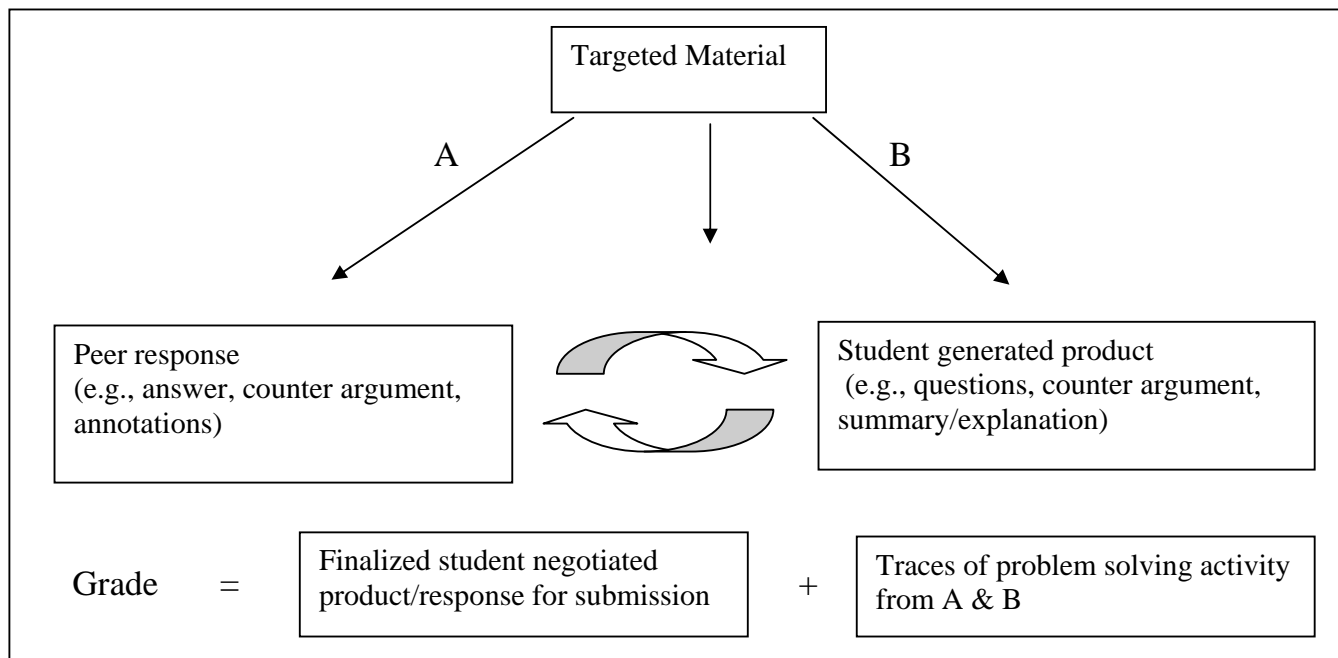 Targeted Material
A
B
Peer response
(e.g., answer, counter argument,
annotations)
Student generated product
(e.g., questions, counter argument,
summary/explanation)
Grade =
Finalized student negotiated
product/response for submission
+
Traces of problem solving activity
from A & B